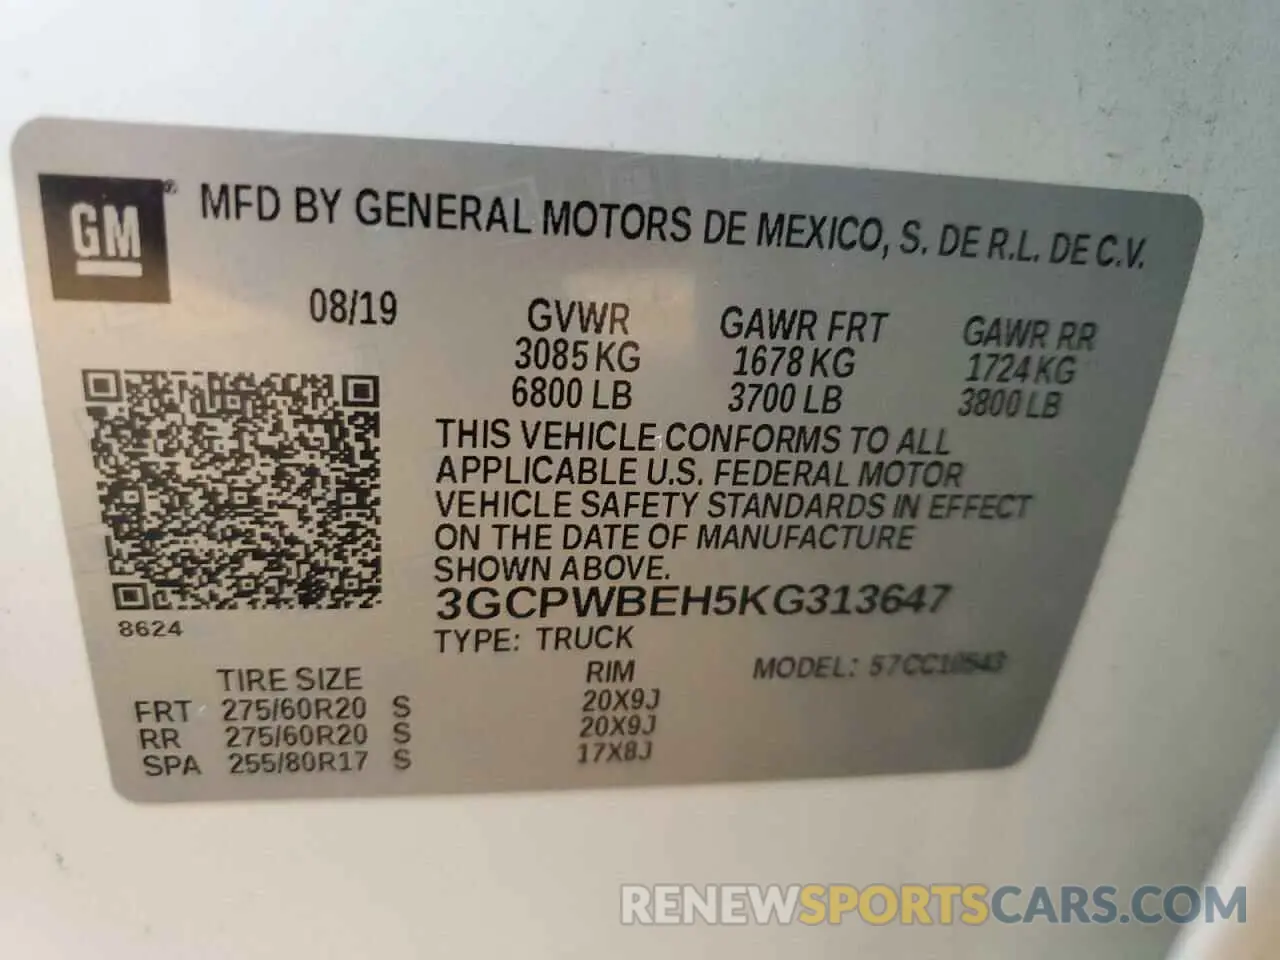 GM® MFD BY GENERAL MOTORS DE MEXICO, S. DE R.L. DE C.V.
08/19 GVWR GAWR FRT GAWR RR
3085 KG 1678 KG 1724 KG
6800 LB 3700 LB 3800 LB
THIS VEHICLE CONFORMS TO ALL
APPLICABLE U.S. FEDERAL MOTOR
VEHICLE SAFETY STANDARDS IN EFFECT
ON THE DATE OF MANUFACTURE
SHOWN ABOVE.
3GCPWBEH5KG313647
8624
TYPE: TRUCK
TIRE SIZE RIM MODEL: 57CC10543
FRT 275/60R20 S 20X9J
RR 275/60R20 S 20X9J
SPA 255/80R17 S 17X8J
RENEWSPORTSCARS.COM